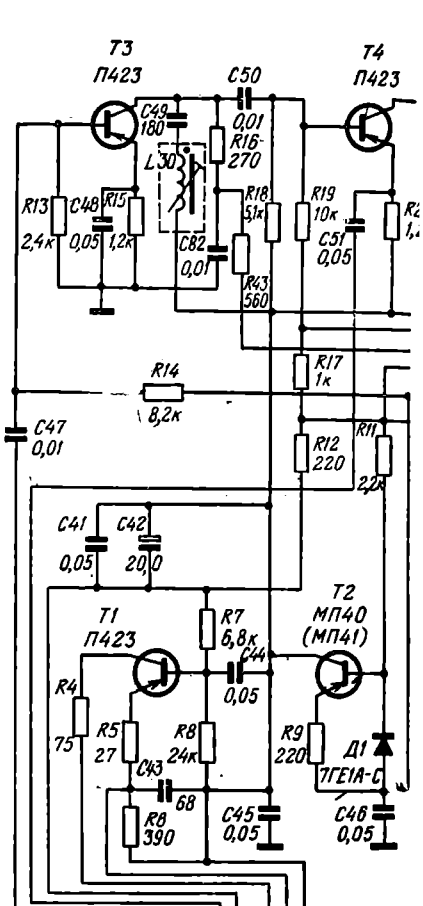 T3
П423
T4
П423
C50
0,01
C49
180
R16
270
L30
R13
2,4к
C48
0,05
R15
1,2к
C82
0,01
R18
5,1к
R19
10к
C51
0,05
R43
560
R17
1к
R14
8,2к
C47
0,01
R12
220
R11
2,2к
C41
0,05
C42
20,0
T1
П423
R7
6,8к
C44
0,05
T2
МП40
(МП41)
R4
75
R5
27
R8
24к
C43
68
R9
220
Д1
7ГЕ1А-С
R8
390
C45
0,05
C46
0,05